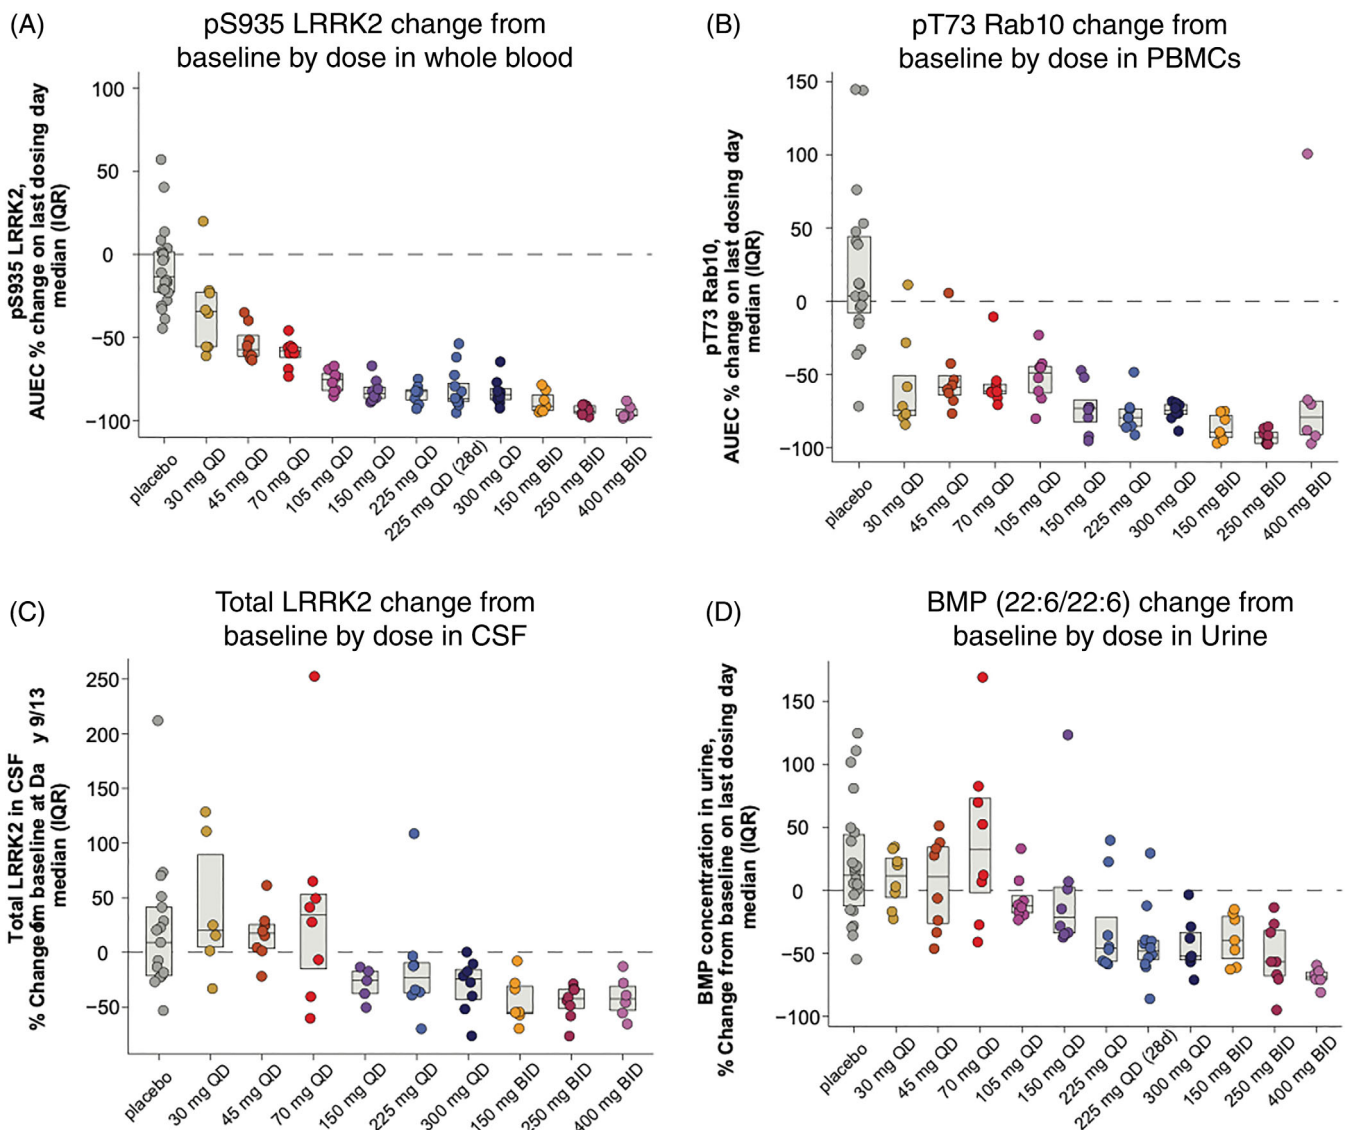 (A)
pS935 LRRK2 change from
baseline by dose in whole blood
pS935 LRRK2,
AUEC % change on last dosing day
median (IQR)
100
50
0
−50
−100
placebo
30 mg QD
45 mg QD
70 mg QD
105 mg QD
150 mg QD
225 mg QD
225 mg QD (28d)
300 mg QD
150 mg BID
250 mg BID
400 mg BID
(B)
pT73 Rab10 change from
baseline by dose in PBMCs
pT73 Rab10,
AUEC % change on last dosing day
median (IQR)
150
100
50
0
−50
−100
placebo
30 mg QD
45 mg QD
70 mg QD
105 mg QD
150 mg QD
225 mg QD
300 mg QD
150 mg BID
250 mg BID
400 mg BID
(C)
Total LRRK2 change from
baseline by dose in CSF
Total LRRK2 in CSF
% Change from baseline at Da y 9/13
median (IQR)
250
200
150
100
50
0
−50
placebo
30 mg QD
45 mg QD
70 mg QD
150 mg QD
225 mg QD
300 mg QD
150 mg BID
250 mg BID
400 mg BID
(D)
BMP (22:6/22:6) change from
baseline by dose in Urine
BMP concentration in urine,
% Change from baseline on last dosing day
median (IQR)
150
100
50
0
−50
−100
placebo
30 mg QD
45 mg QD
70 mg QD
105 mg QD
150 mg QD
225 mg QD
225 mg QD (28d)
300 mg QD
150 mg BID
250 mg BID
400 mg BID